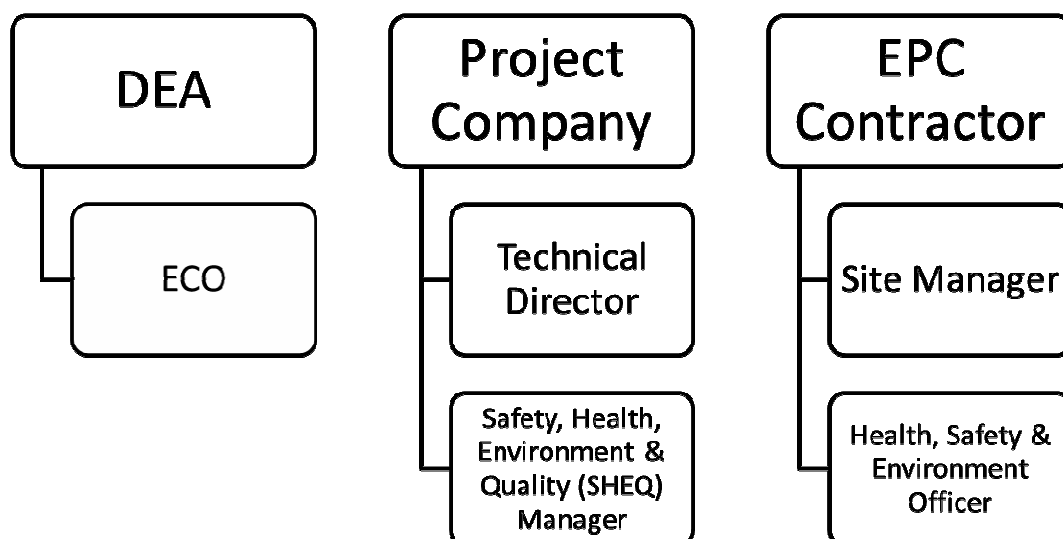 DEA
ECO
Project
Company
Technical
Director
Safety, Health,
Environment &
Quality (SHEQ)
Manager
EPC
Contractor
Site Manager
Health, Safety &
Environment
Officer